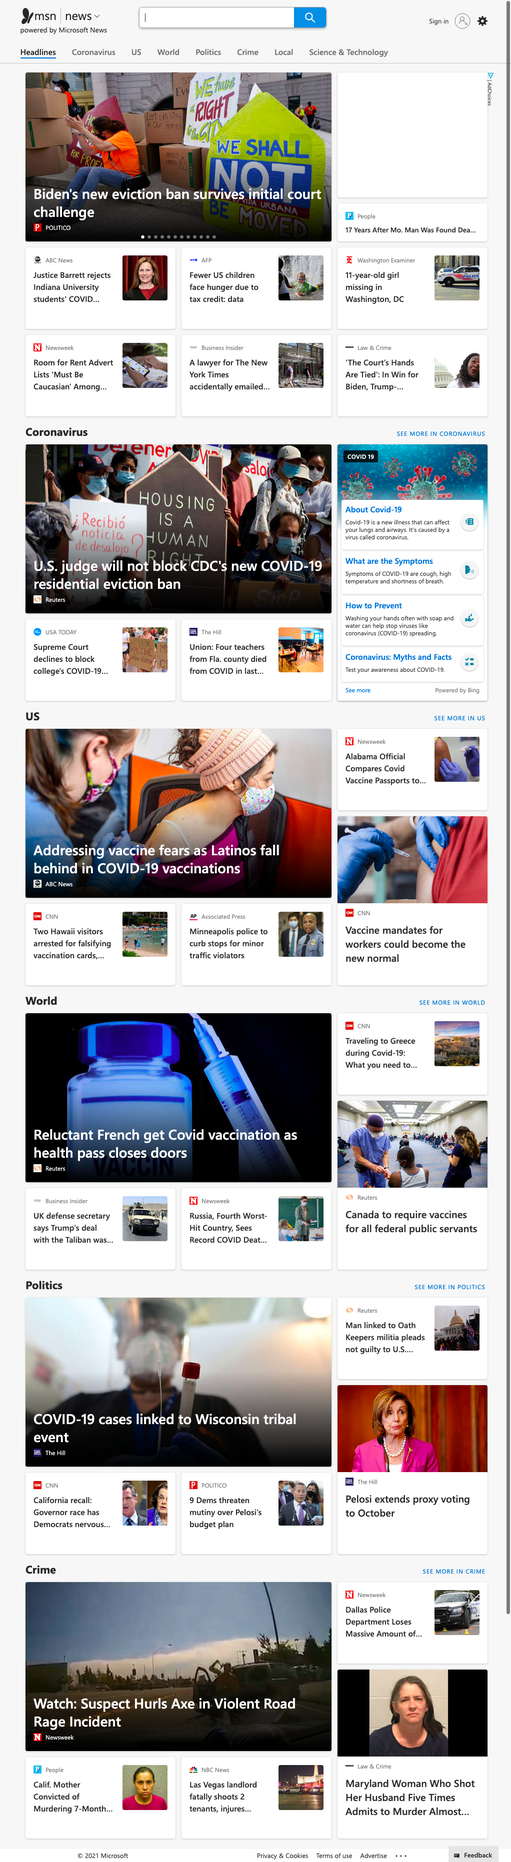 msn | news
powered by Microsoft News
Sign in
Headlines
Coronavirus
US
World
Politics
Crime
Local
Science & Technology
WE SHALL
NOT
BE MOVED
Biden's new eviction ban survives initial court
challenge
POLITICO
AdChoices
People
17 Years After Mo. Man Was Found Dea...
ABC News
Justice Barrett rejects
Indiana University
students' COVID...
AFP
Fewer US children
face hunger due to
tax credit: data
Washington Examiner
11-year-old girl
missing in
Washington, DC
Newsweek
Room for Rent Advert
Lists 'Must Be
Caucasian' Among...
Business Insider
A lawyer for The New
York Times
accidentally emailed...
Law & Crime
'The Court's Hands
Are Tied': In Win for
Biden, Trump-...
Coronavirus
SEE MORE IN CORONAVIRUS
HOUSING
IS A
HUMAN
RIGHT
¿Recibió
noticia
de desalojo?
U.S. judge will not block CDC's new COVID-19
residential eviction ban
Reuters
COVID 19
About Covid-19
Covid-19 is a new illness that can affect
your lungs and airways. It's caused by a
virus called coronavirus.
What are the Symptoms
Symptoms of COVID-19 are cough, high
temperature and shortness of breath.
How to Prevent
Washing your hands often with soap and
water can help stop viruses like
coronavirus (COVID-19) spreading.
Coronavirus: Myths and Facts
Test your awareness about COVID-19.
See more
Powered by Bing
USA TODAY
Supreme Court
declines to block
college's COVID-19...
The Hill
Union: Four teachers
from Fla. county died
from COVID in last...
US
SEE MORE IN US
Addressing vaccine fears as Latinos fall
behind in COVID-19 vaccinations
ABC News
Newsweek
Alabama Official
Compares Covid
Vaccine Passports to...
CNN
Vaccine mandates for
workers could become the
new normal
CNN
Two Hawaii visitors
arrested for falsifying
vaccination cards,...
Associated Press
Minneapolis police to
curb stops for minor
traffic violators
World
SEE MORE IN WORLD
Reluctant French get Covid vaccination as
health pass closes doors
Reuters
CNN
Traveling to Greece
during Covid-19:
What you need to...
Reuters
Canada to require vaccines
for all federal public servants
Business Insider
UK defense secretary
says Trump's deal
with the Taliban was...
Newsweek
Russia, Fourth Worst-
Hit Country, Sees
Record COVID Deat...
Politics
SEE MORE IN POLITICS
COVID-19 cases linked to Wisconsin tribal
event
The Hill
Reuters
Man linked to Oath
Keepers militia pleads
not guilty to U.S....
The Hill
Pelosi extends proxy voting
to October
CNN
California recall:
Governor race has
Democrats nervous...
POLITICO
9 Dems threaten
mutiny over Pelosi's
budget plan
Crime
SEE MORE IN CRIME
Watch: Suspect Hurls Axe in Violent Road
Rage Incident
Newsweek
Newsweek
Dallas Police
Department Loses
Massive Amount of...
Law & Crime
Maryland Woman Who Shot
Her Husband Five Times
Admits to Murder Almost...
People
Calif. Mother
Convicted of
Murdering 7-Month...
NBC News
Las Vegas landlord
fatally shoots 2
tenants, injures...
© 2021 Microsoft
Privacy & Cookies
Terms of use
Advertise
Feedback